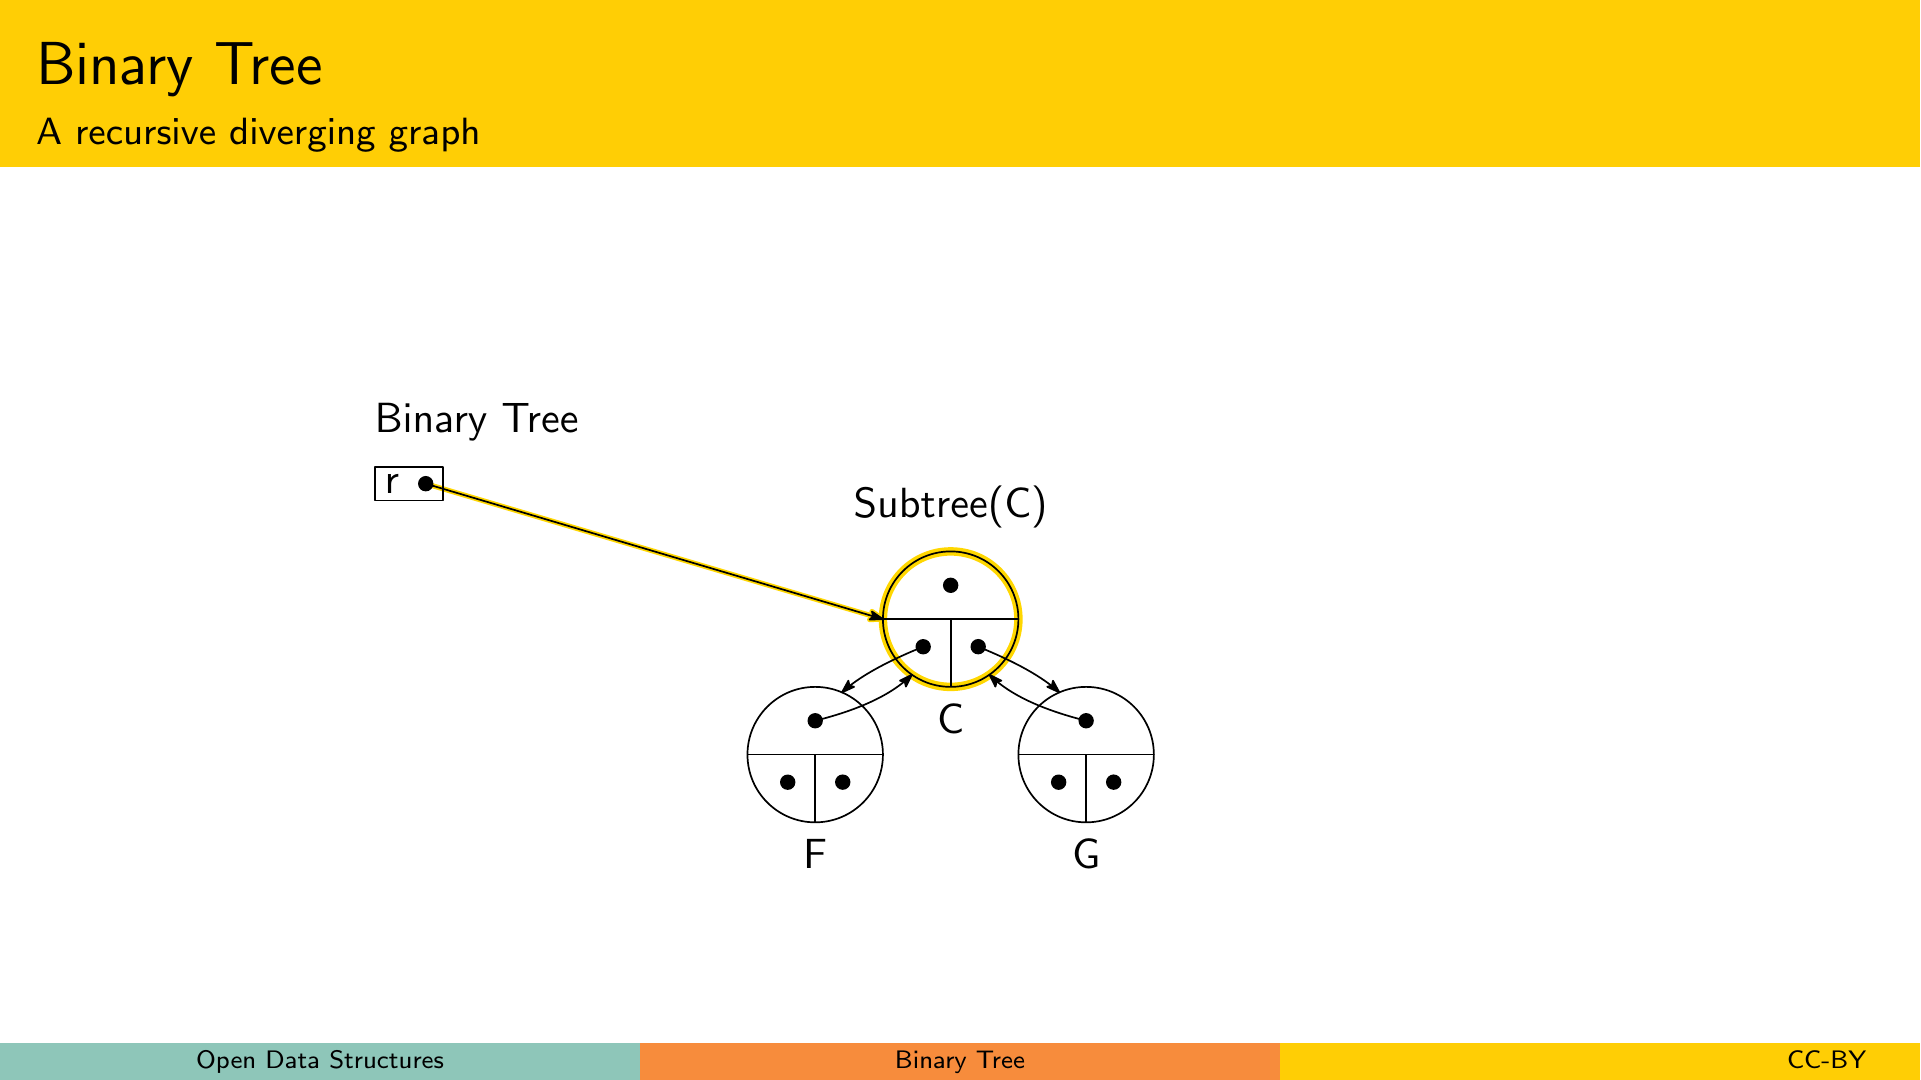 Binary Tree
A recursive diverging graph
Binary Tree
r
Subtree(C)
C
F
G
Open Data Structures
Binary Tree
CC-BY